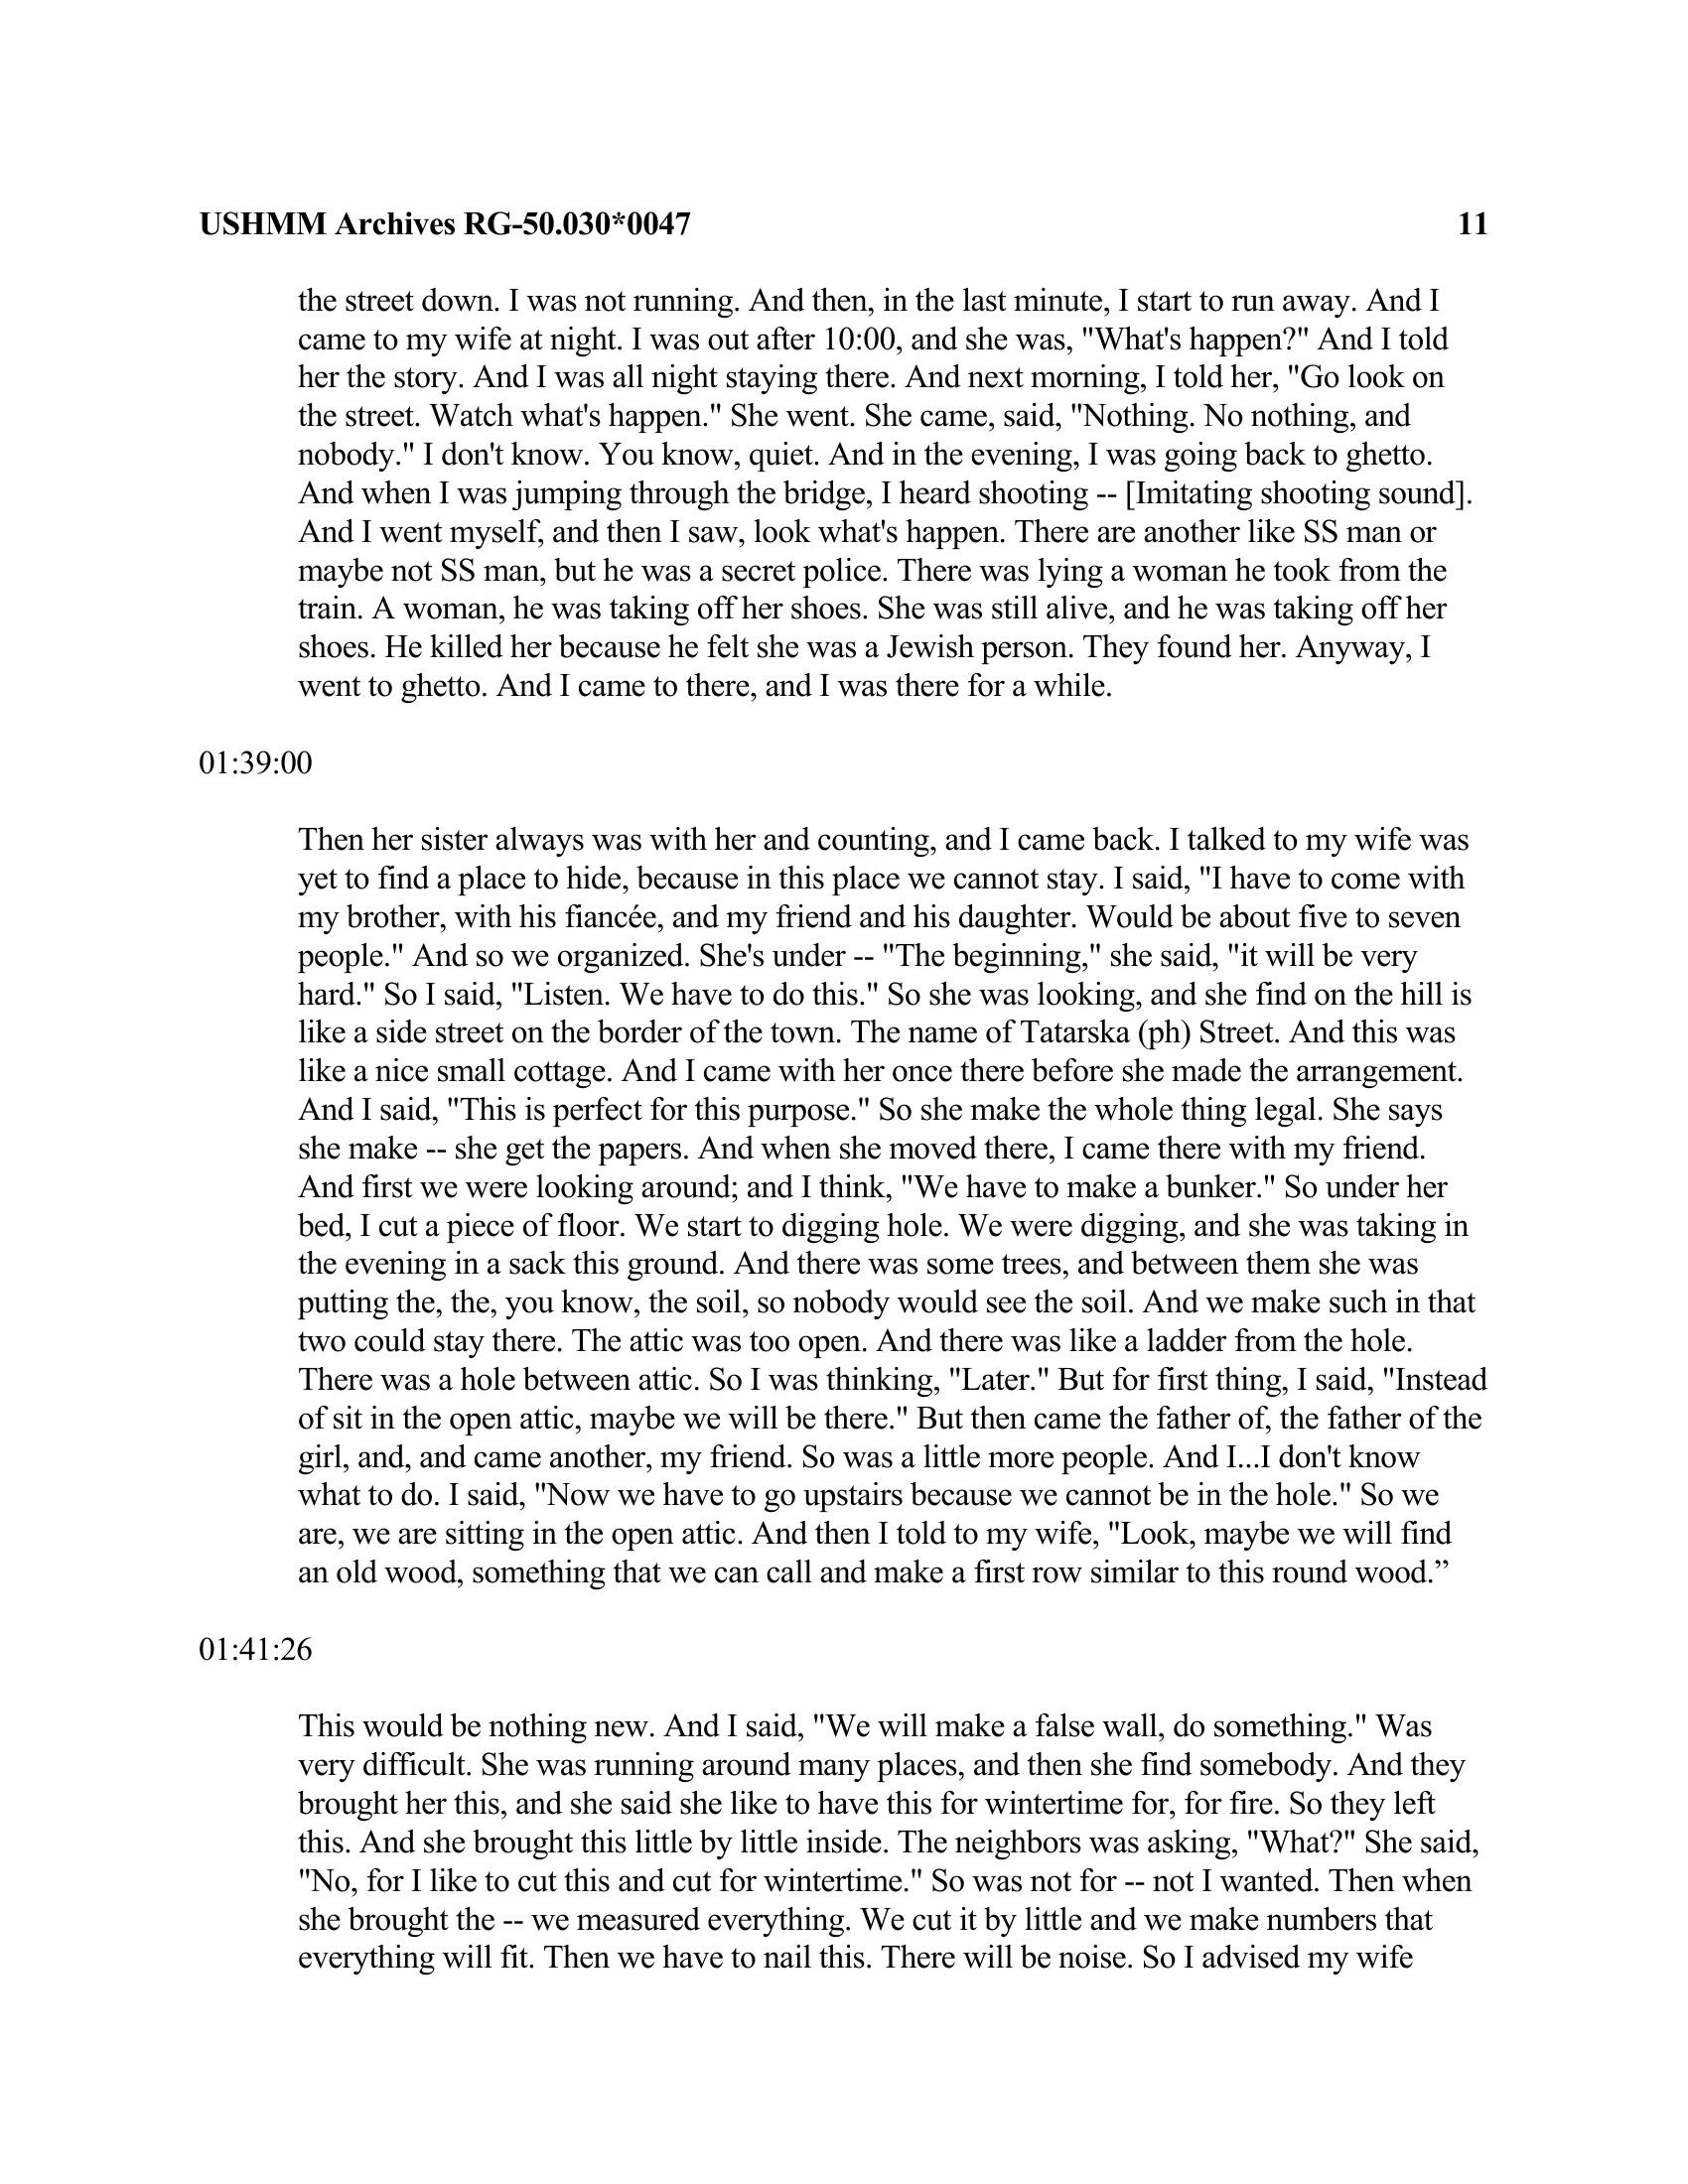 USHMM Archives RG-50.030*0047 11
the street down. I was not running. And then, in the last minute, I start to run away. And I
came to my wife at night. I was out after 10:00, and she was, "What's happen?" And I told
her the story. And I was all night staying there. And next morning, I told her, "Go look on
the street. Watch what's happen." She went. She came, said, "Nothing. No nothing, and
nobody." I don't know. You know, quiet. And in the evening, I was going back to ghetto.
And when I was jumping through the bridge, I heard shooting -- [Imitating shooting sound].
And I went myself, and then I saw, look what's happen. There are another like SS man or
maybe not SS man, but he was a secret police. There was lying a woman he took from the
train. A woman, he was taking off her shoes. She was still alive, and he was taking off her
shoes. He killed her because he felt she was a Jewish person. They found her. Anyway, I
went to ghetto. And I came to there, and I was there for a while.
01:39:00
Then her sister always was with her and counting, and I came back. I talked to my wife was
yet to find a place to hide, because in this place we cannot stay. I said, "I have to come with
my brother, with his fiancée, and my friend and his daughter. Would be about five to seven
people." And so we organized. She's under -- "The beginning," she said, "it will be very
hard." So I said, "Listen. We have to do this." So she was looking, and she find on the hill is
like a side street on the border of the town. The name of Tatarska (ph) Street. And this was
like a nice small cottage. And I came with her once there before she made the arrangement.
And I said, "This is perfect for this purpose." So she make the whole thing legal. She says
she make -- she get the papers. And when she moved there, I came there with my friend.
And first we were looking around; and I think, "We have to make a bunker." So under her
bed, I cut a piece of floor. We start to digging hole. We were digging, and she was taking in
the evening in a sack this ground. And there was some trees, and between them she was
putting the, the, you know, the soil, so nobody would see the soil. And we make such in that
two could stay there. The attic was too open. And there was like a ladder from the hole.
There was a hole between attic. So I was thinking, "Later." But for first thing, I said, "Instead
of sit in the open attic, maybe we will be there." But then came the father of, the father of the
girl, and, and came another, my friend. So was a little more people. And I...I don't know
what to do. I said, "Now we have to go upstairs because we cannot be in the hole." So we
are, we are sitting in the open attic. And then I told to my wife, "Look, maybe we will find
an old wood, something that we can call and make a first row similar to this round wood.”
01:41:26
This would be nothing new. And I said, "We will make a false wall, do something." Was
very difficult. She was running around many places, and then she find somebody. And they
brought her this, and she said she like to have this for wintertime for, for fire. So they left
this. And she brought this little by little inside. The neighbors was asking, "What?" She said,
"No, for I like to cut this and cut for wintertime." So was not for -- not I wanted. Then when
she brought the -- we measured everything. We cut it by little and we make numbers that
everything will fit. Then we have to nail this. There will be noise. So I advised my wife